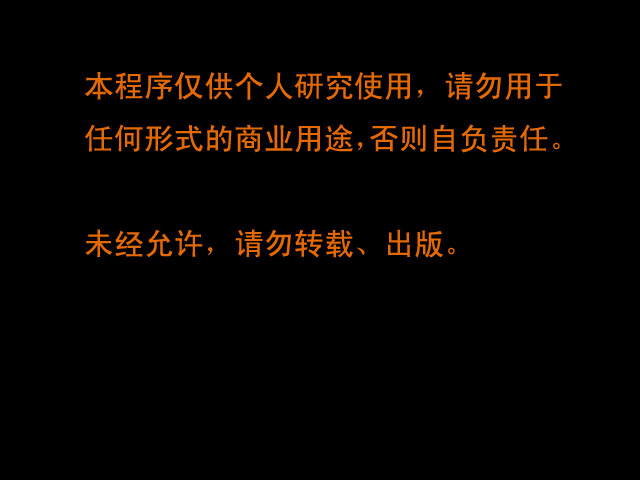 本程序仅供个人研究使用，请勿用于
任何形式的商业用途，否则自负责任。
未经允许，请勿转载、出版。